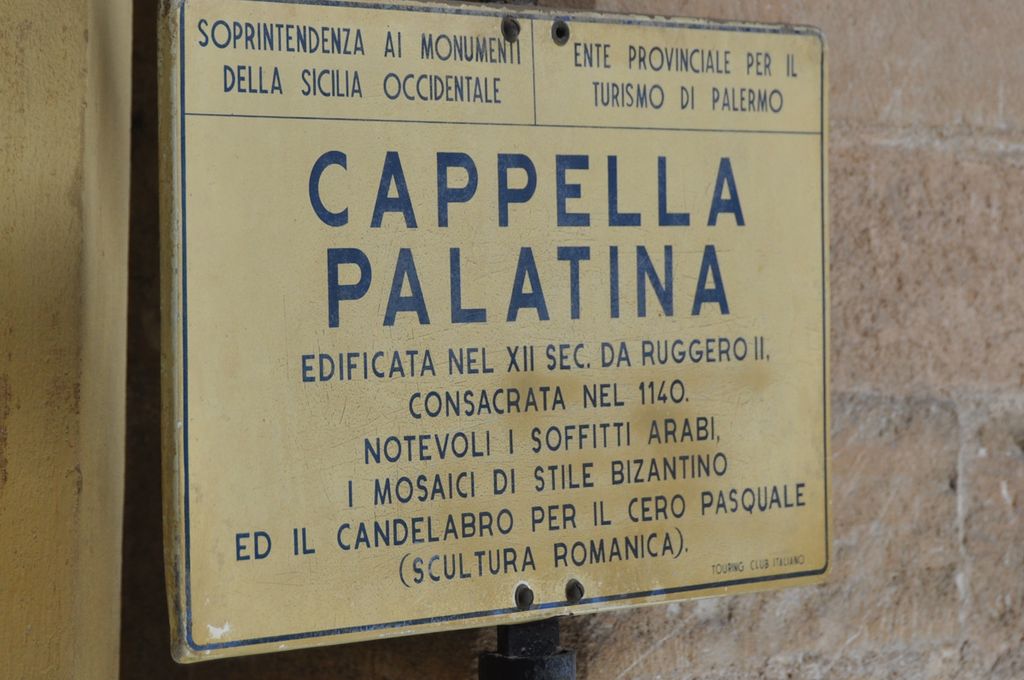 SOPRINTENDENZA AI MONUMENTI
DELLA SICILIA OCCIDENTALE
ENTE PROVINCIALE PER IL
TURISMO DI PALERMO
CAPPELLA
PALATINA
EDIFICATA NEL XII SEC. DA RUGGERO II,
CONSACRATA NEL 1140.
NOTEVOLI I SOFFITTI ARABI,
I MOSAICI DI STILE BIZANTINO
ED IL CANDELABRO PER IL CERO PASQUALE
(SCULTURA ROMANICA).
TOURING CLUB ITALIANO